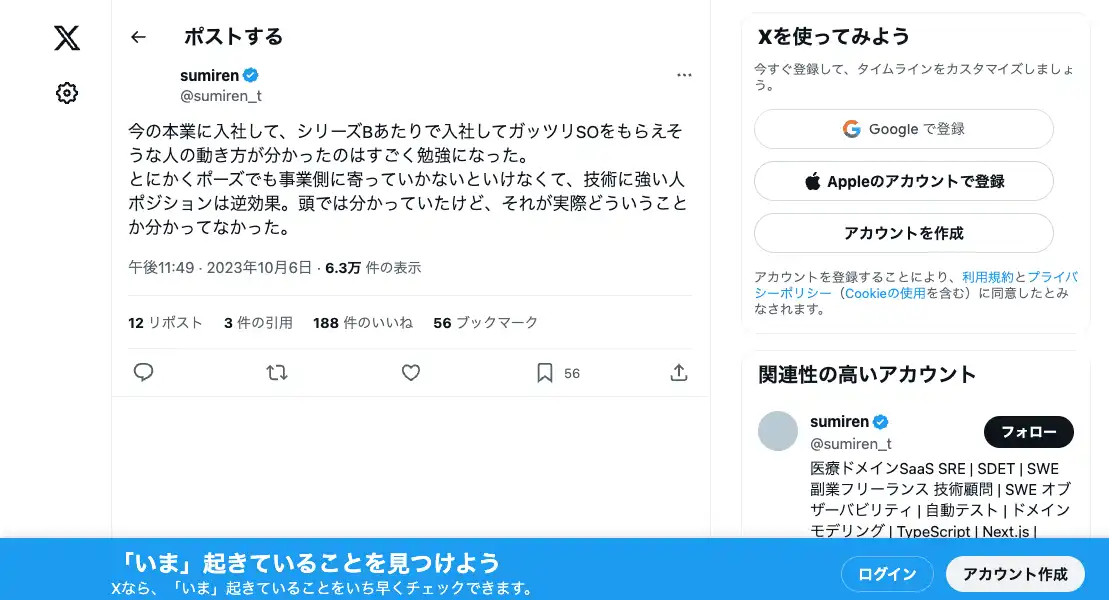 ポストする
sumiren
@sumiren_t
今の本業に入社して、シリーズBあたりで入社してガッツリSOをもらえそ
うな人の動き方が分かったのはすごく勉強になった。
とにかくポーズでも事業側に寄っていかないといけなくて、技術に強い人
ポジションは逆効果。頭では分かっていたけど、それが実際どういうこと
か分かってなかった。
午後11:49 · 2023年10月6日 · 6.3万 件の表示
12 リポスト 3 件の引用 188 件のいいね 56 ブックマーク
56
Xを使ってみよう
今すぐ登録して、タイムラインをカスタマイズしましょ
う。
Google で登録
Appleのアカウントで登録
アカウントを作成
アカウントを登録することにより、利用規約とプライバ
シーポリシー（Cookieの使用を含む）に同意したとみ
なされます。
関連性の高いアカウント
sumiren
@sumiren_t
フォロー
医療ドメインSaaS SRE | SDET | SWE
副業フリーランス 技術顧問 | SWE オブ
ザーバビリティ | 自動テスト | ドメイン
モデリング | TypeScript | Next.js |
「いま」起きていることを見つけよう
Xなら、「いま」起きていることをいち早くチェックできます。
ログイン
アカウント作成